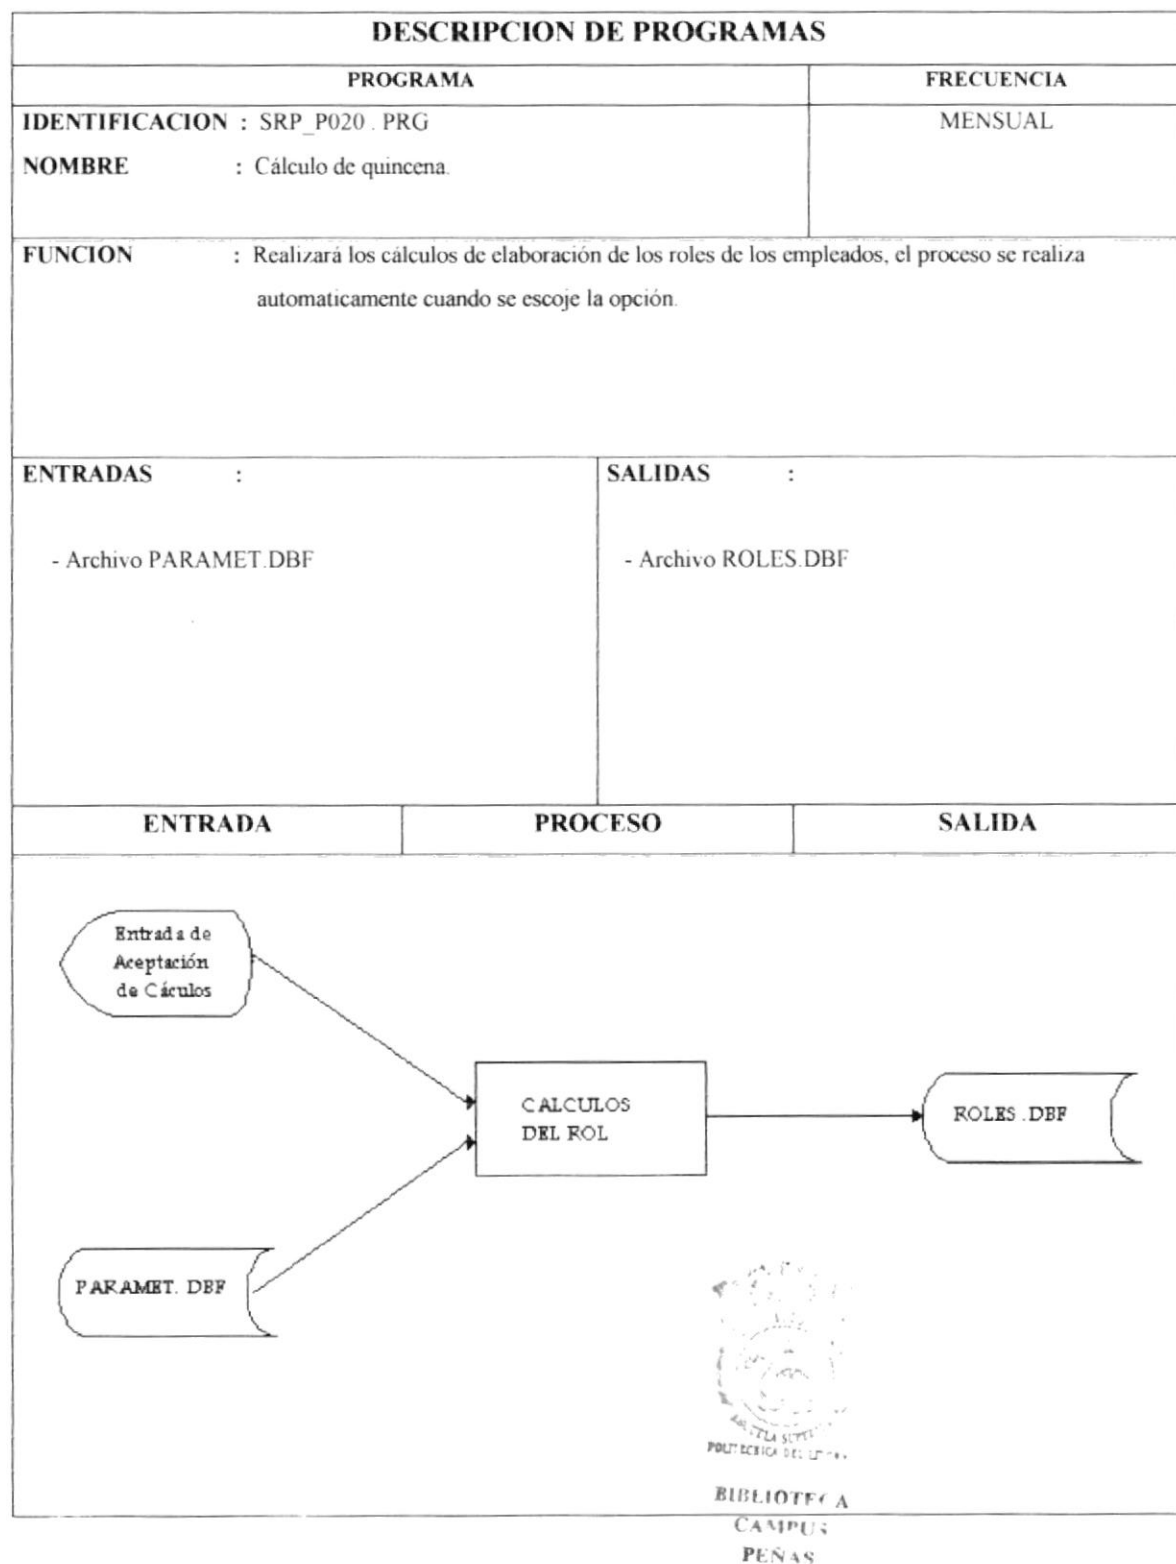 DESCRIPCION DE PROGRAMAS
PROGRAMA
FRECUENCIA
IDENTIFICACION : SRP_P020 . PRG
MENSUAL
NOMBRE : Cálculo de quincena.
FUNCION : Realizará los cálculos de elaboración de los roles de los empleados, el proceso se realiza
automaticamente cuando se escoje la opción.
ENTRADAS :
SALIDAS :
- Archivo PARAMET.DBF
- Archivo ROLES.DBF
ENTRADA
PROCESO
SALIDA
Entrada de
Aceptación
de Cáculos
CALCULOS
DEL ROL
ROLES .DBF
PARAMET. DBF
POLITECNICA DEL
BIBLIOTECA
CAMPUS
PEÑAS